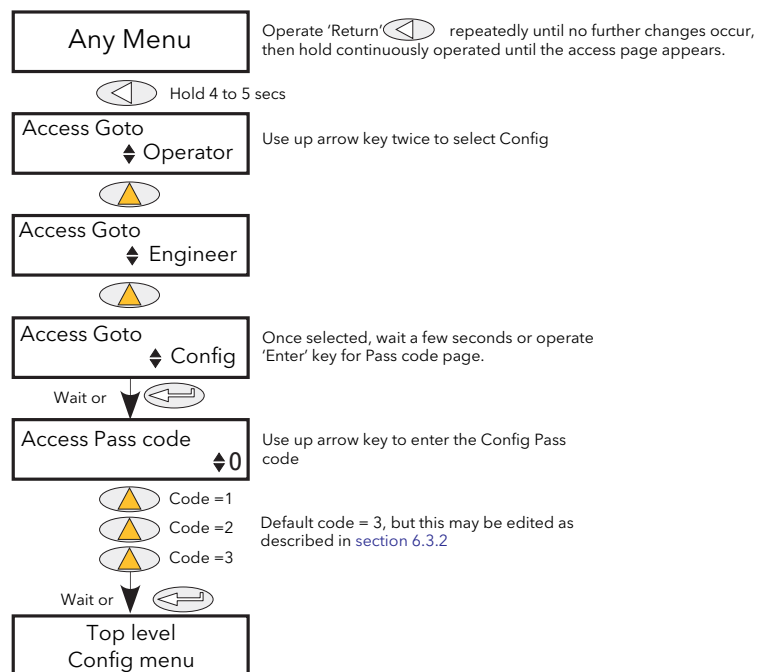 Any Menu
Operate 'Return' repeatedly until no further changes occur,
then hold continuously operated until the access page appears.
Hold 4 to 5 secs
Access Goto
Operator
Use up arrow key twice to select Config
Access Goto
Engineer
Access Goto
Config
Once selected, wait a few seconds or operate
'Enter' key for Pass code page.
Wait or
Access Pass code
0
Use up arrow key to enter the Config Pass
code
Code =1
Code =2
Code =3
Default code = 3, but this may be edited as
described in section 6.3.2
Wait or
Top level
Config menu